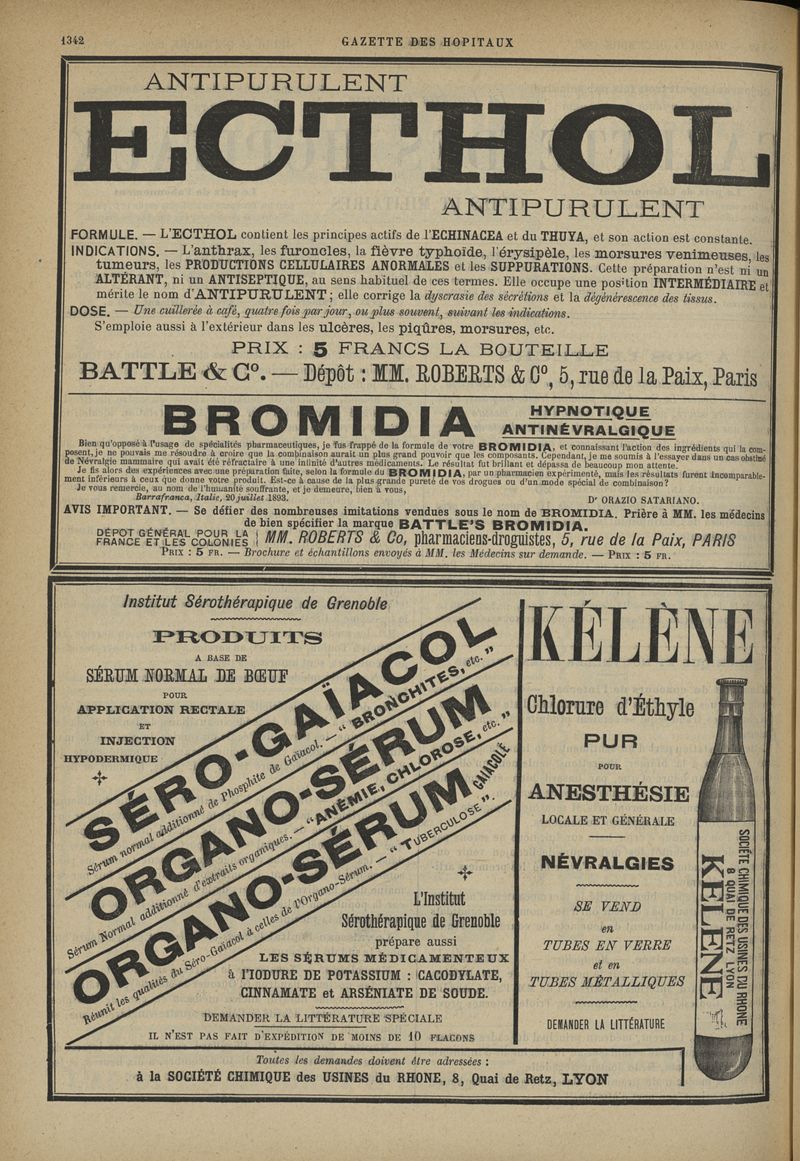 1342
GAZETTE DES HOPITAUX
ANTIPURULENT
ECTHOL
ANTIPURULENT
FORMULE. — L'ECTHOL contient les principes actifs de l'ECHINACEA et du THUYA, et son action est constante.
INDICATIONS. — L'anthrax, les furoncles, la fièvre typhoïde, l'érysipèle, les morsures venimeuses, les
tumeurs, les PRODUCTIONS CELLULAIRES ANORMALES et les SUPPURATIONS. Cette préparation n'est ni un
ALTÉRANT, ni un ANTISEPTIQUE, au sens habituel de ces termes. Elle occupe une position INTERMÉDIAIRE et
mérite le nom d'ANTIPURULENT; elle corrige la dyscrasie des sécrétions et la dégénérescence des tissus.
DOSE. — Une cuillerée à café, quatre fois par jour, ou plus souvent, suivant les indications.
S'emploie aussi à l'extérieur dans les ulcères, les piqûres, morsures, etc.
PRIX : 5 FRANCS LA BOUTEILLE
BATTLE & Co. — Dépôt : MM. ROBERTS & Co, 5, rue de la Paix, Paris
BROMIDIA
HYPNOTIQUE
ANTINÉVRALGIQUE
Bien qu'opposé à l'usage de spécialités pharmaceutiques, je fus frappé de la formule de votre BROMIDIA, et connaissant l'action des ingrédients qui la com-
posent, je ne pouvais me résoudre à croire que la combinaison aurait un plus grand pouvoir que les composants. Cependant, je me soumis à l'essayer dans un cas obstiné
de Névralgie mammaire qui avait été réfractaire à une infinité d'autres médicaments. Le résultat fut brillant et dépassa de beaucoup mon attente.
Je fis alors des expériences avec une préparation faite, selon la formule du BROMIDIA, par un pharmacien expérimenté, mais les résultats furent incomparable-
ment inférieurs à ceux que donne votre produit. Est-ce à cause de la plus grande pureté de vos drogues ou d'un mode spécial de combinaison?
Je vous remercie, au nom de l'humanité souffrante, et je demeure, bien à vous,
Barrafranca, Italie, 20 juillet 1893.
Dr ORAZIO SATARIANO.
AVIS IMPORTANT. — Se défier des nombreuses imitations vendues sous le nom de BROMIDIA. Prière à MM. les médecins
de bien spécifier la marque BATTLE'S BROMIDIA.
DÉPOT GÉNÉRAL POUR LA
FRANCE ET LES COLONIES
MM. ROBERTS & Co, pharmaciens-droguistes, 5, rue de la Paix, PARIS
PRIX : 5 FR. — Brochure et échantillons envoyés à MM. les Médecins sur demande. — PRIX : 5 FR.
Institut Sérothérapique de Grenoble
PRODUITS
A BASE DE
SÉRUM NORMAL DE BŒUF
POUR
APPLICATION RECTALE
ET
INJECTION
HYPODERMIQUE
SÉRO-GAÏACOL
Sérum normal additionné de Phosphite de Gaïacol. — "BRONCHITES, etc."
ORGANO-SÉRUM
Sérum Normal additionné d'extraits organiques. — "ANÉMIE, CHLOROSE, etc."
ORGANO-SÉRUM GAIACOLÉ
Réunit les qualités du Séro-Gaïacol à celles de l'Organo-Sérum. — "TUBERCULOSE".
L'Institut
Sérothérapique de Grenoble
prépare aussi
LES SÉRUMS MÉDICAMENTEUX
à l'IODURE DE POTASSIUM : CACODYLATE,
CINNAMATE et ARSÉNIATE DE SOUDE.
DEMANDER LA LITTÉRATURE SPÉCIALE
IL N'EST PAS FAIT D'EXPÉDITION DE MOINS DE 10 FLACONS
KÉLÈNE
Chlorure d'Éthyle
PUR
POUR
ANESTHÉSIE
LOCALE ET GÉNÉRALE
NÉVRALGIES
SE VEND
en
TUBES EN VERRE
et en
TUBES MÉTALLIQUES
DEMANDER LA LITTÉRATURE
SOCIÉTÉ CHIMIQUE DES USINES DU RHONE
8 QUAI DE RETZ LYON
KELENE
Toutes les demandes doivent être adressées :
à la SOCIÉTÉ CHIMIQUE des USINES du RHONE, 8, Quai de Retz, LYON